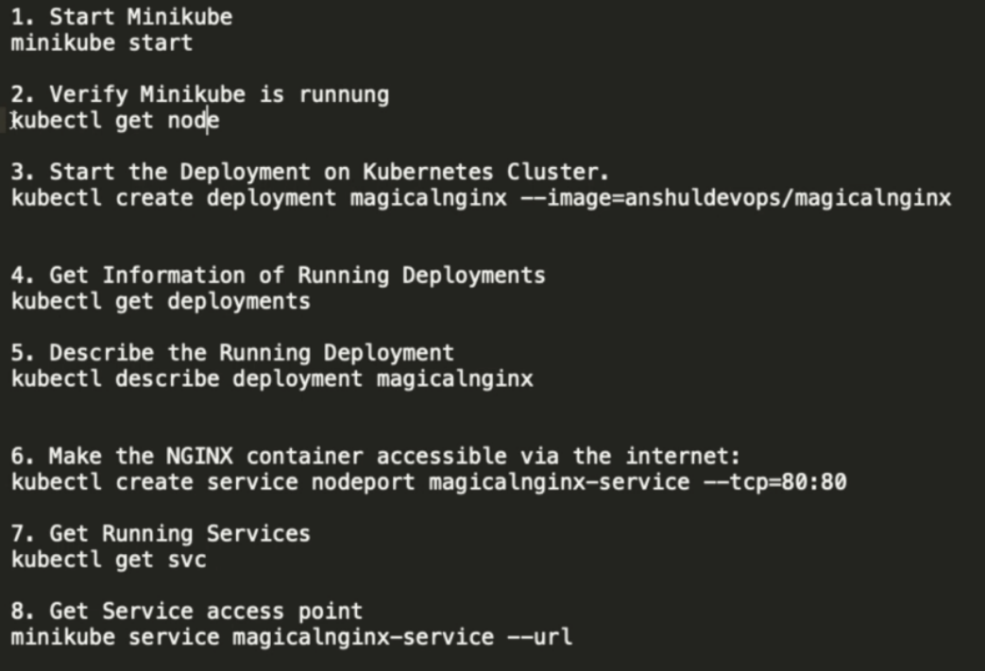 1. Start Minikube
minikube start
2. Verify Minikube is runnung
kubectl get node
3. Start the Deployment on Kubernetes Cluster.
kubectl create deployment magicalnginx --image=anshuldevops/magicalnginx
4. Get Information of Running Deployments
kubectl get deployments
5. Describe the Running Deployment
kubectl describe deployment magicalnginx
6. Make the NGINX container accessible via the internet:
kubectl create service nodeport magicalnginx-service --tcp=80:80
7. Get Running Services
kubectl get svc
8. Get Service access point
minikube service magicalnginx-service --url